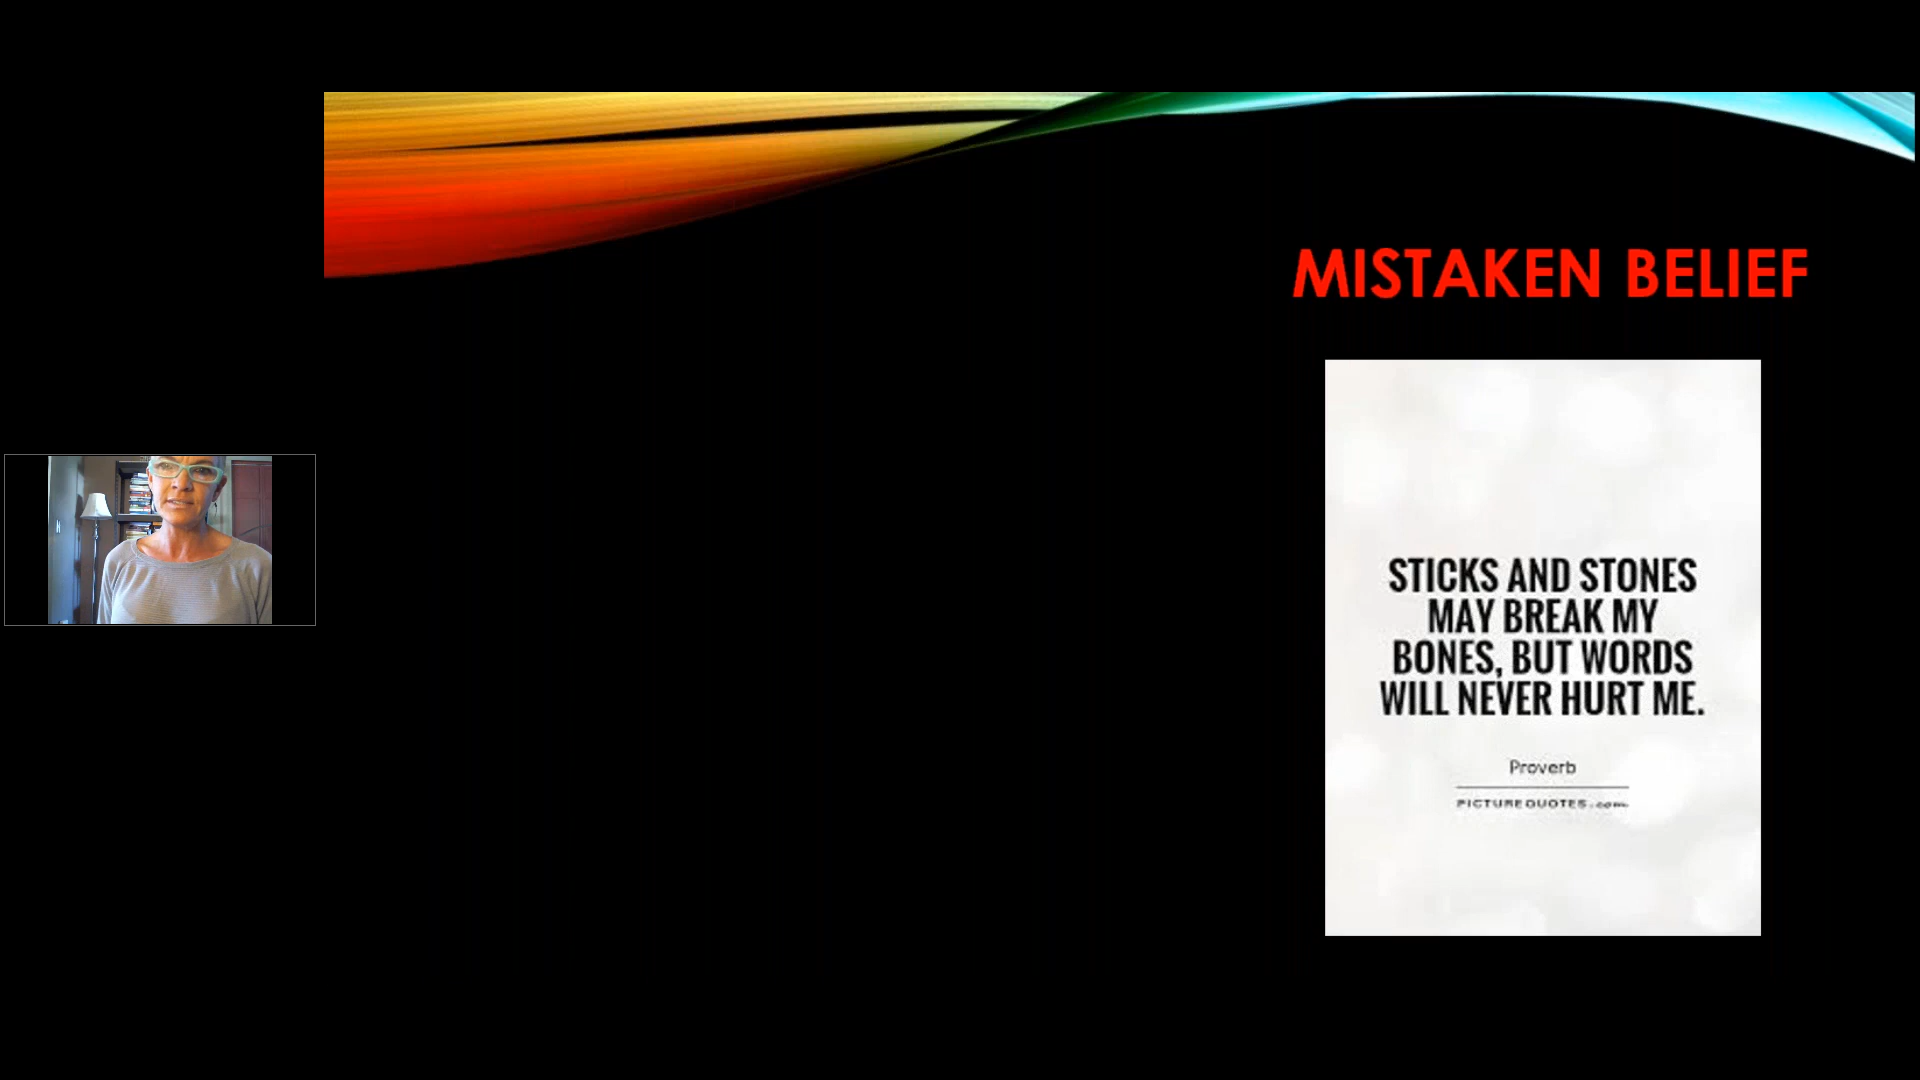 MISTAKEN BELIEF
STICKS AND STONES
MAY BREAK MY
BONES, BUT WORDS
WILL NEVER HURT ME.
Proverb
PICTUREQUOTES.com